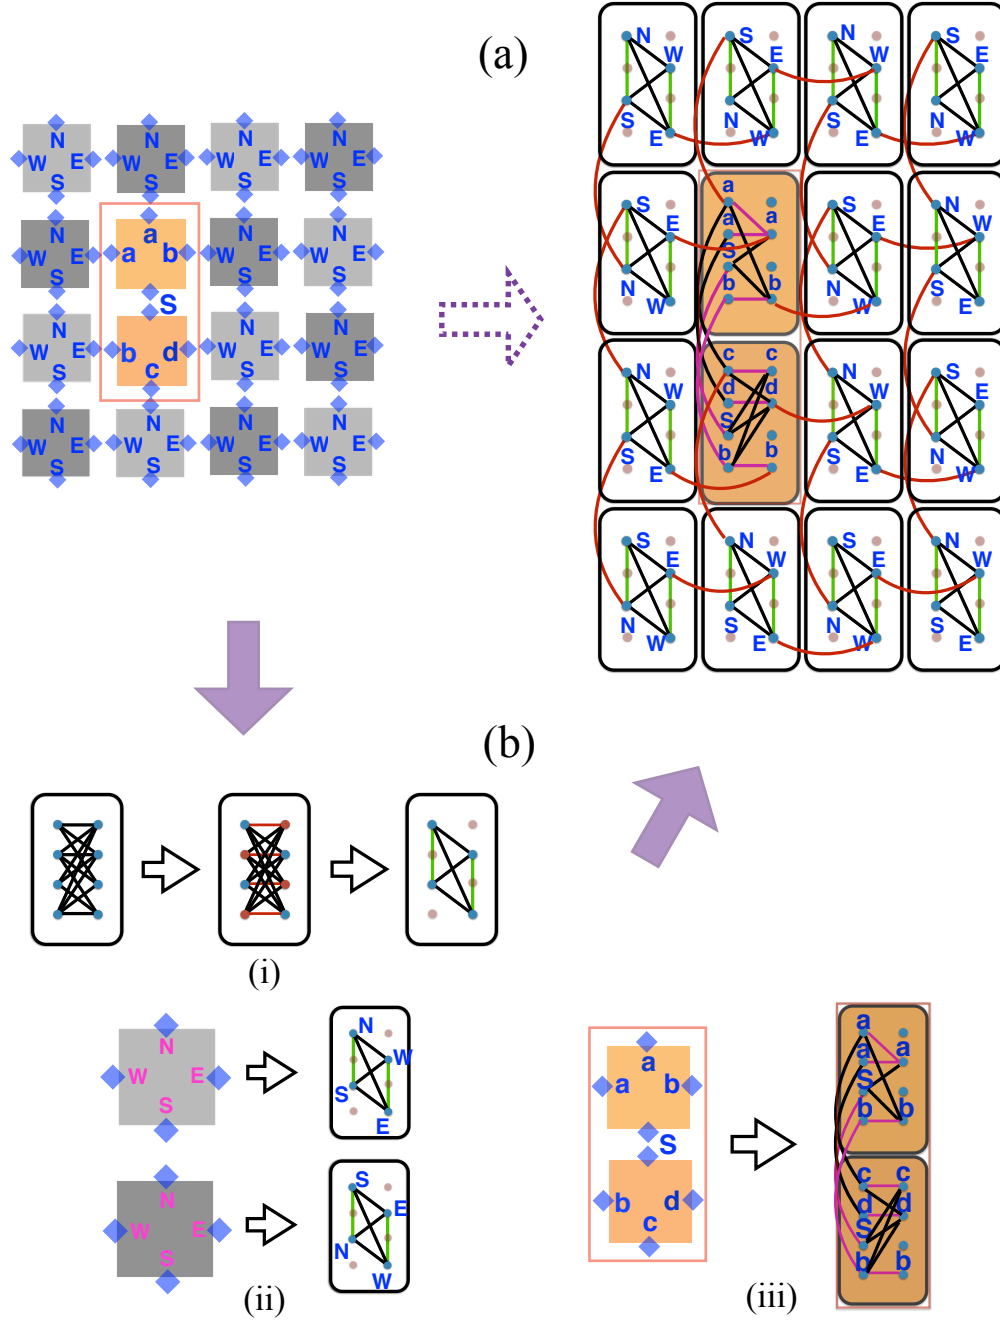 (a)
N N N N
W E W E W E W E
S S S S
N a N N
W E a b W E W E
S S S S
N N N
W E b d W E W E
S c S S
N N N N
W E W E W E W E
S S S S
N S N S
W E W E
S N S N
E W E W
S a S N
E a a E W
S
N b b N S
W W E
N c c N S
W d d W E
S S S N
E b b E W
S N S N
E W E W
N S N S
W E W E
(b)
(i)
N
W E
S
N
W
S
E
N
W E
S
S
E
N
W
(ii)
a
a b
S
b d
c
a
a a
S
b b
c c
d d
S
b b
(iii)